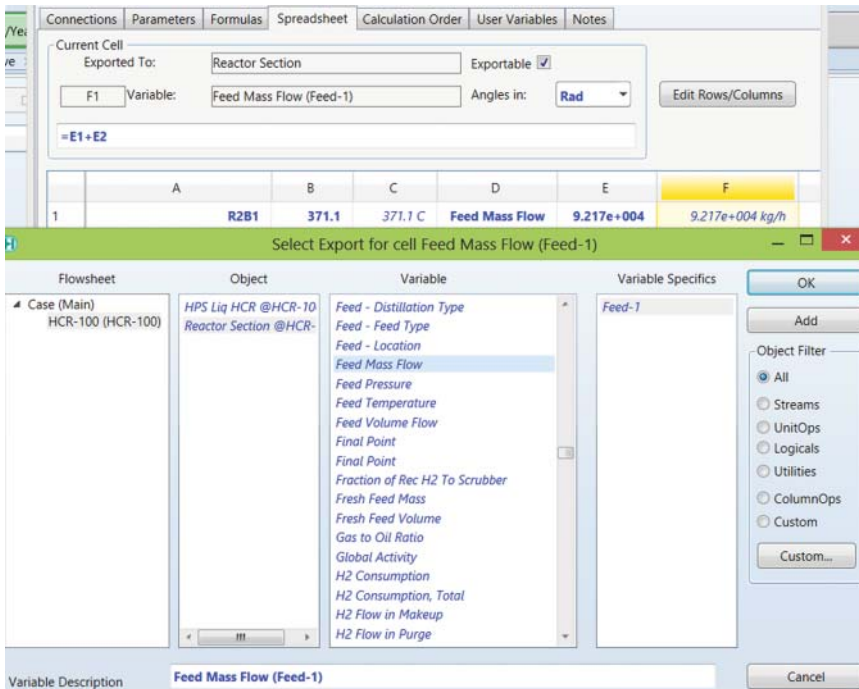 /Yea
Connections Parameters Formulas Spreadsheet Calculation Order User Variables Notes
ve
Current Cell
Exported To: Reactor Section Exportable
F1 Variable: Feed Mass Flow (Feed-1) Angles in: Rad Edit Rows/Columns
=E1+E2
A B C D E F
1 R2B1 371.1 371.1 C Feed Mass Flow 9.217e+004 9.217e+004 kg/h
Select Export for cell Feed Mass Flow (Feed-1)
Flowsheet Object Variable Variable Specifics OK
Case (Main) HPS Liq HCR @HCR-10 Feed - Distillation Type Feed-1
HCR-100 (HCR-100) Reactor Section @HCR- Feed - Feed Type Add
Feed - Location
Object Filter
Feed Mass Flow
All
Feed Pressure
Feed Temperature Streams
Feed Volume Flow UnitOps
Final Point Logicals
Final Point Utilities
Fraction of Rec H2 To Scrubber
Fresh Feed Mass ColumnOps
Fresh Feed Volume Custom
Gas to Oil Ratio
Global Activity Custom...
H2 Consumption
H2 Consumption, Total
H2 Flow in Makeup
H2 Flow in Purge
Variable Description Feed Mass Flow (Feed-1) Cancel